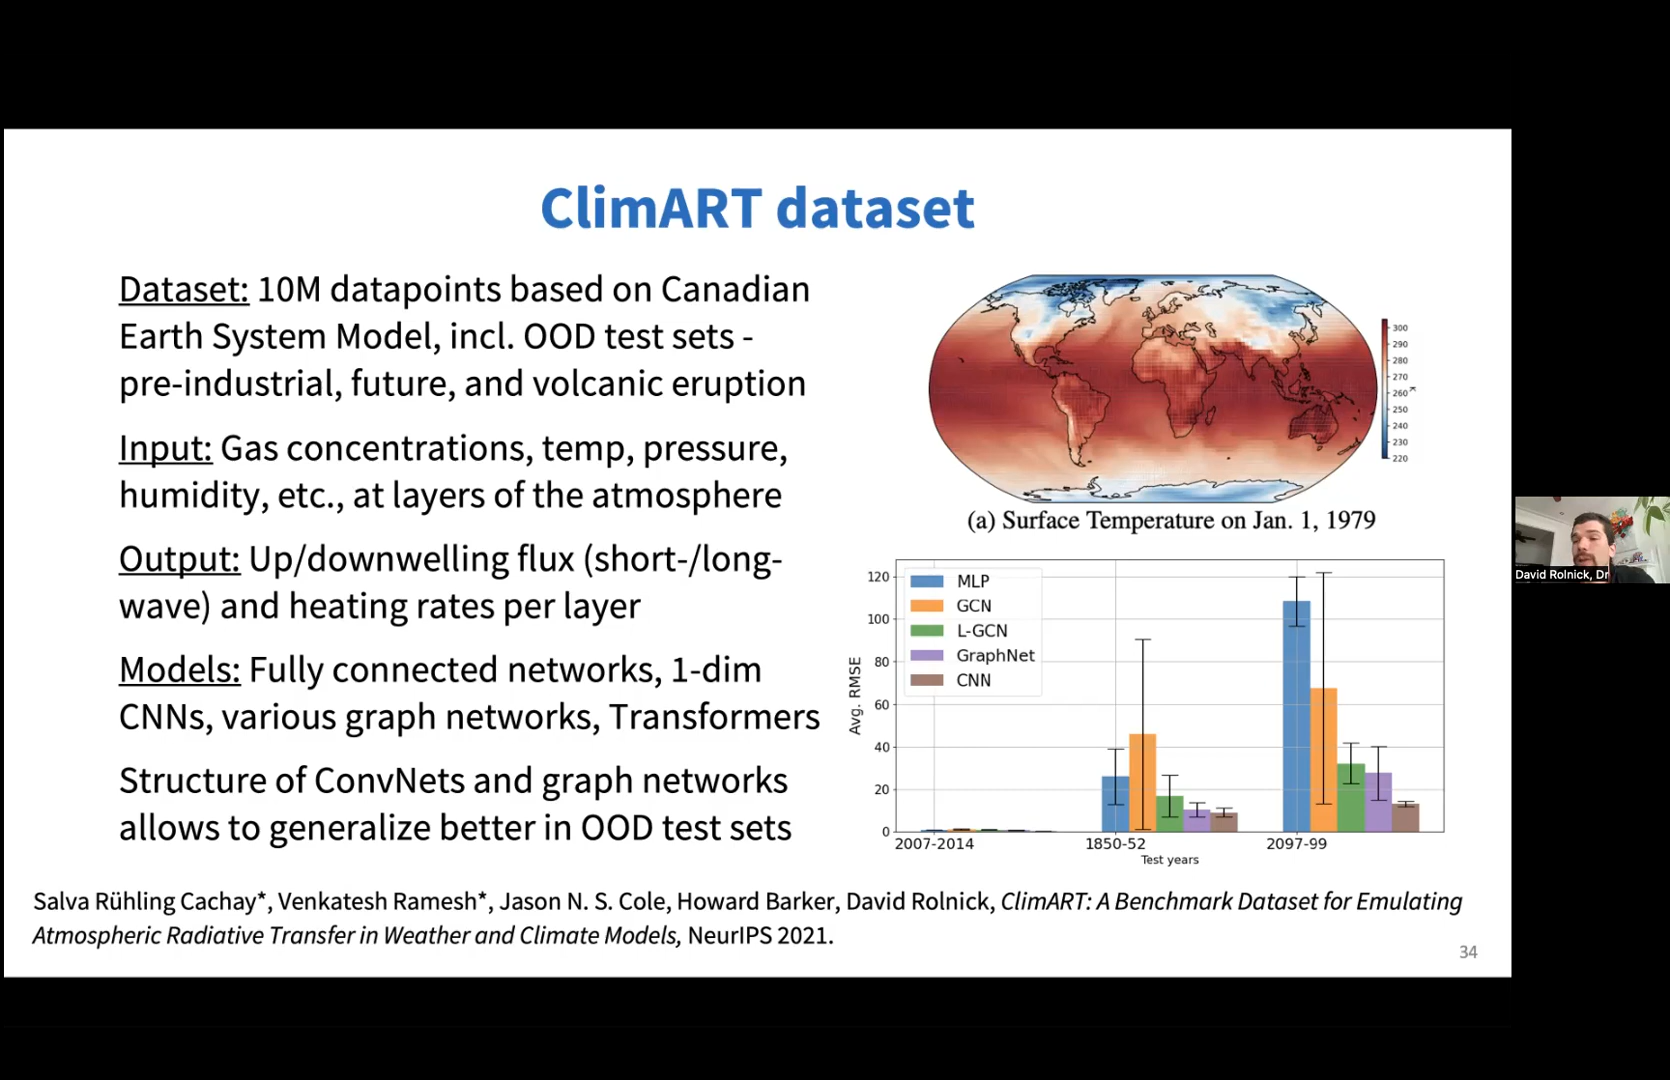 ClimART dataset
Dataset: 10M datapoints based on Canadian
Earth System Model, incl. OOD test sets -
pre-industrial, future, and volcanic eruption
Input: Gas concentrations, temp, pressure,
humidity, etc., at layers of the atmosphere
Output: Up/downwelling flux (short-/long-
wave) and heating rates per layer
Models: Fully connected networks, 1-dim
CNNs, various graph networks, Transformers
Structure of ConvNets and graph networks
allows to generalize better in OOD test sets
300
290
280
270
260
250
240
230
220
K
(a) Surface Temperature on Jan. 1, 1979
MLP
GCN
L-GCN
GraphNet
CNN
Avg. RMSE
120
100
80
60
40
20
0
2007-2014
1850-52
2097-99
Test years
Salva Rühling Cachay*, Venkatesh Ramesh*, Jason N. S. Cole, Howard Barker, David Rolnick, ClimART: A Benchmark Dataset for Emulating
Atmospheric Radiative Transfer in Weather and Climate Models, NeurIPS 2021.
34
David Rolnick, Dr